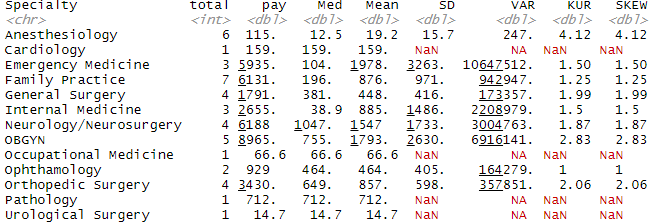 Specialty total pay Med Mean SD VAR KUR SKEW
<chr> <int> <dbl> <dbl> <dbl> <dbl> <dbl> <dbl> <dbl>
Anesthesiology 6 115. 12.5 19.2 15.7 247. 4.12 4.12
Cardiology 1 159. 159. 159. NaN NA NaN NaN
Emergency Medicine 3 5935. 104. 1978. 3263. 10647512. 1.50 1.50
Family Practice 7 6131. 196. 876. 971. 942947. 1.25 1.25
General Surgery 4 1791. 381. 448. 416. 173357. 1.99 1.99
Internal Medicine 3 2655. 38.9 885. 1486. 2208979. 1.5 1.5
Neurology/Neurosurgery 4 6188 1047. 1547 1733. 3004763. 1.87 1.87
OBGYN 5 8965. 755. 1793. 2630. 6916141. 2.83 2.83
Occupational Medicine 1 66.6 66.6 66.6 NaN NA NaN NaN
Ophthamology 2 929 464. 464. 405. 164279. 1 1
Orthopedic Surgery 4 3430. 649. 857. 598. 357851. 2.06 2.06
Pathology 1 712. 712. 712. NaN NA NaN NaN
Urological Surgery 1 14.7 14.7 14.7 NaN NA NaN NaN